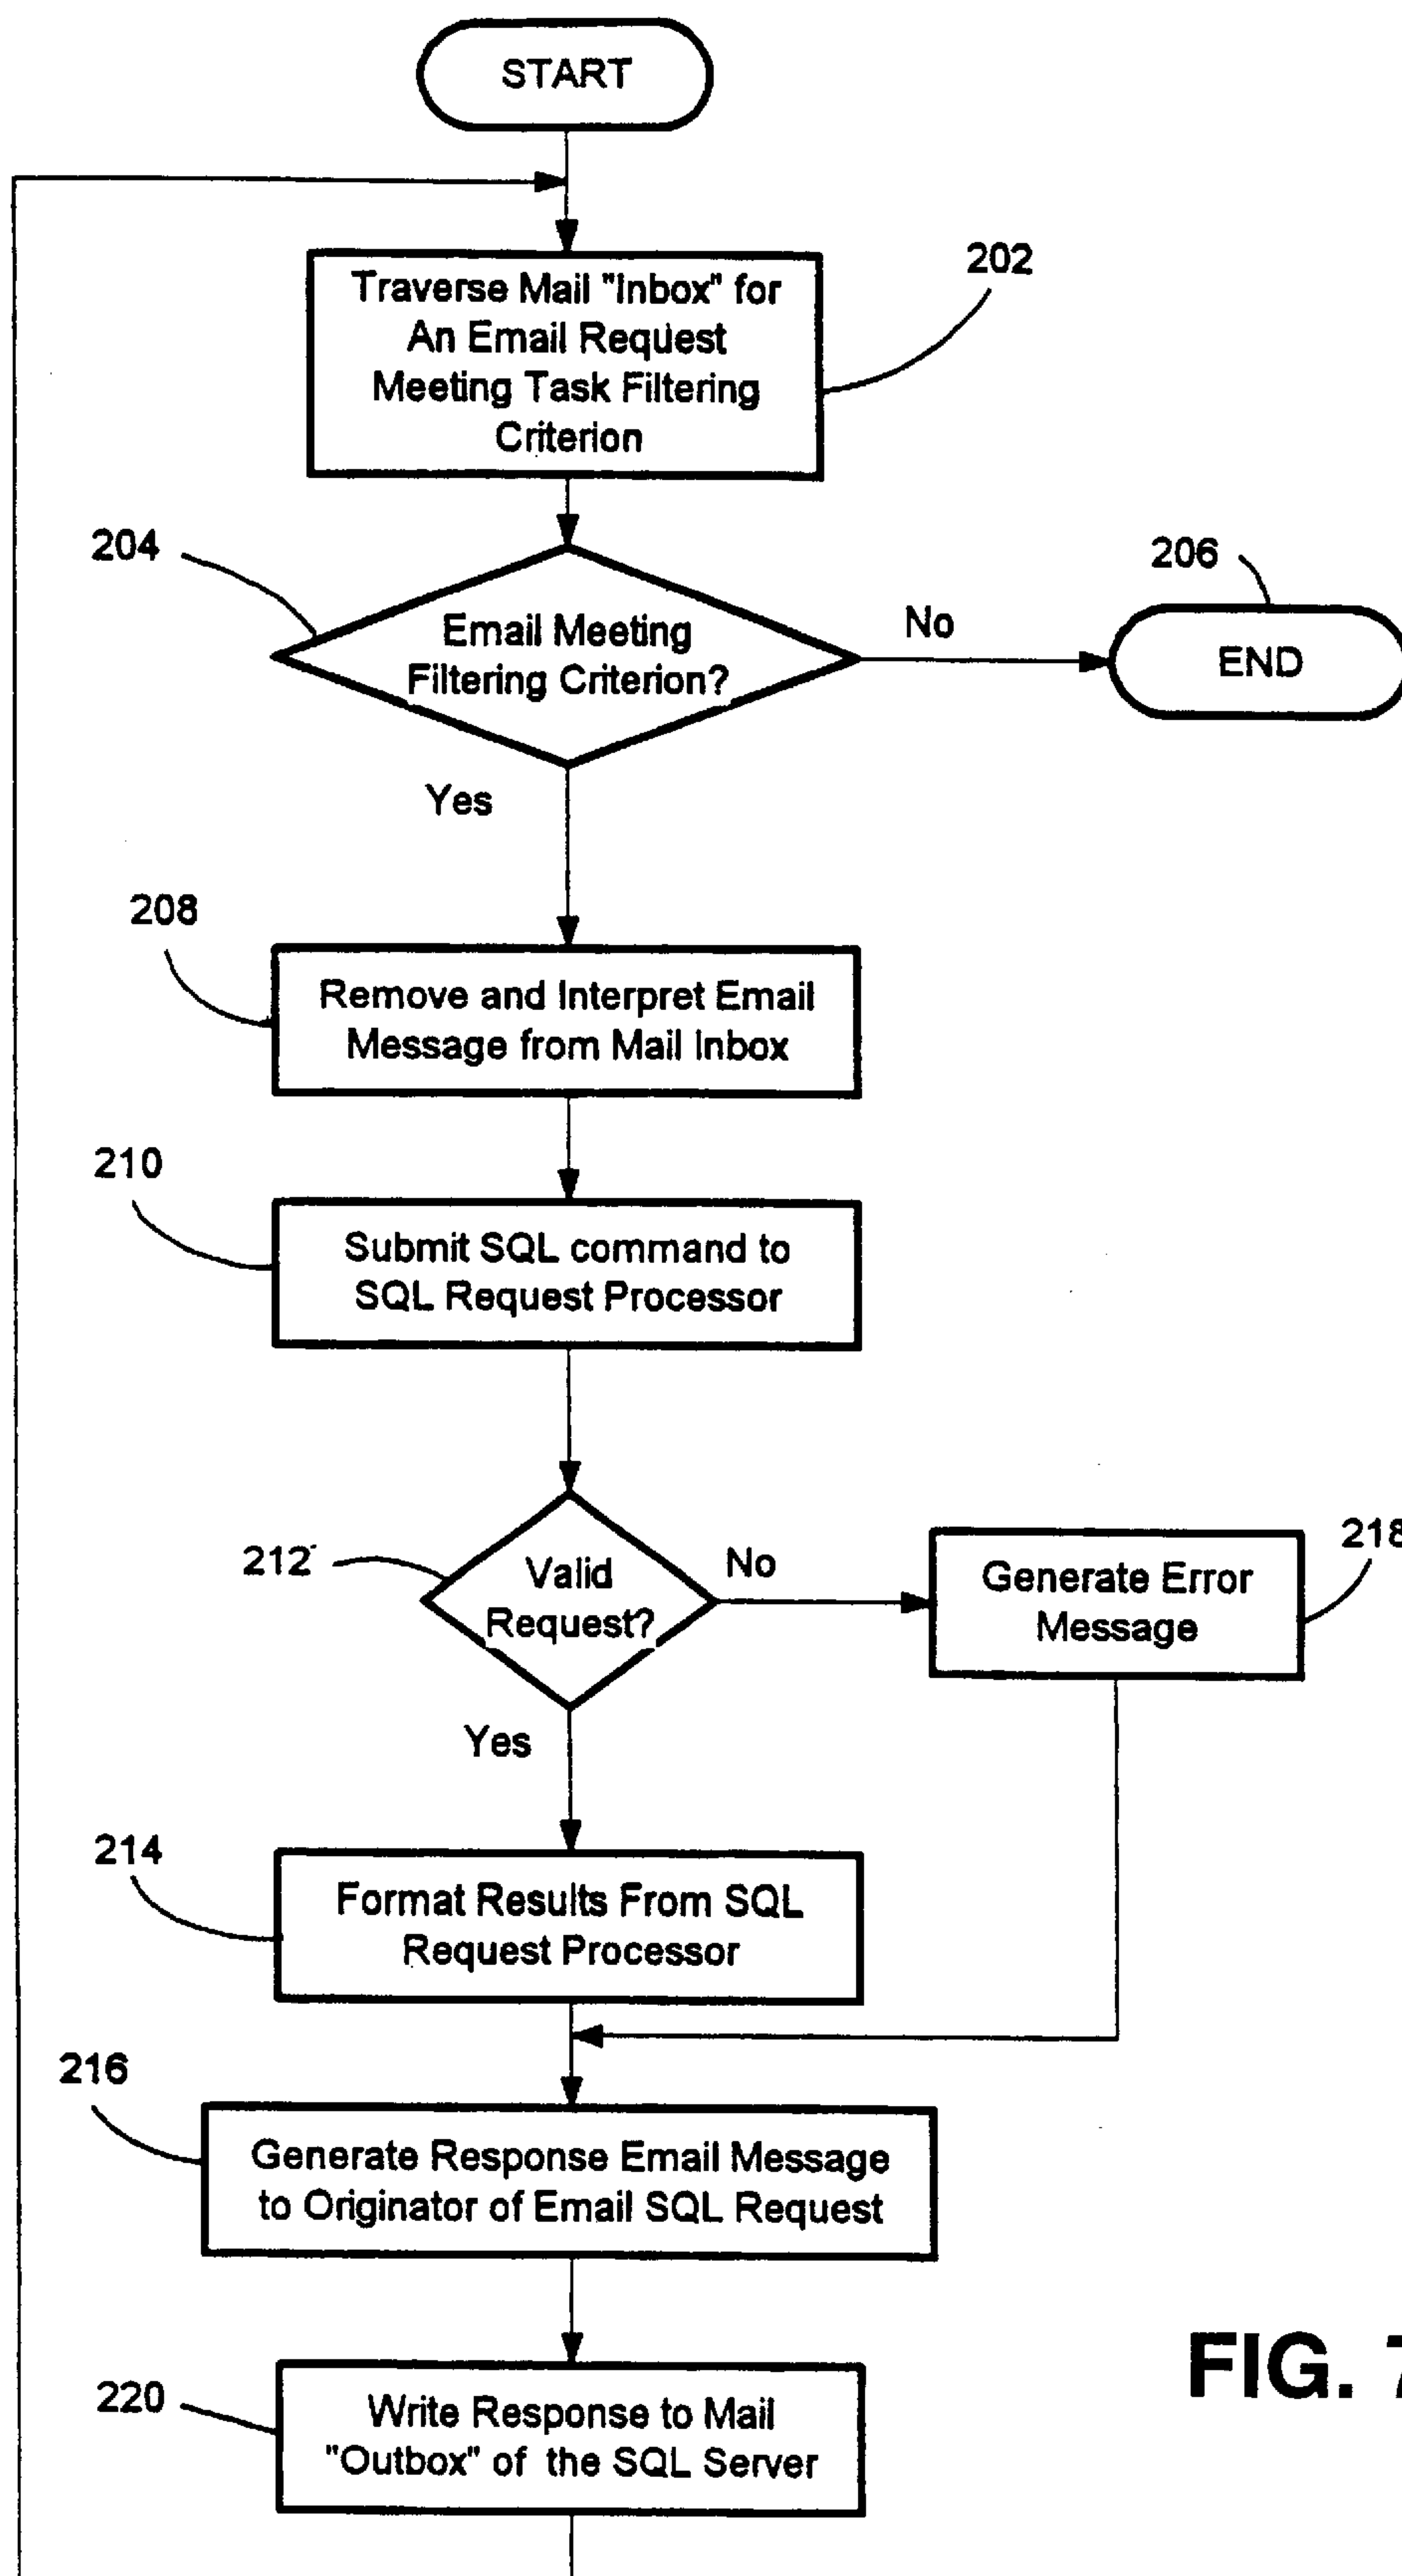 START
202
Traverse Mail "Inbox" for
An Email Request
Meeting Task Filtering
Criterion
204
Email Meeting
Filtering Criterion?
No
206
END
Yes
208
Remove and Interpret Email
Message from Mail Inbox
210
Submit SQL command to
SQL Request Processor
212
Valid
Request?
No
218
Generate Error
Message
Yes
214
Format Results From SQL
Request Processor
216
Generate Response Email Message
to Originator of Email SQL Request
220
Write Response to Mail
"Outbox" of the SQL Server
FIG. 7